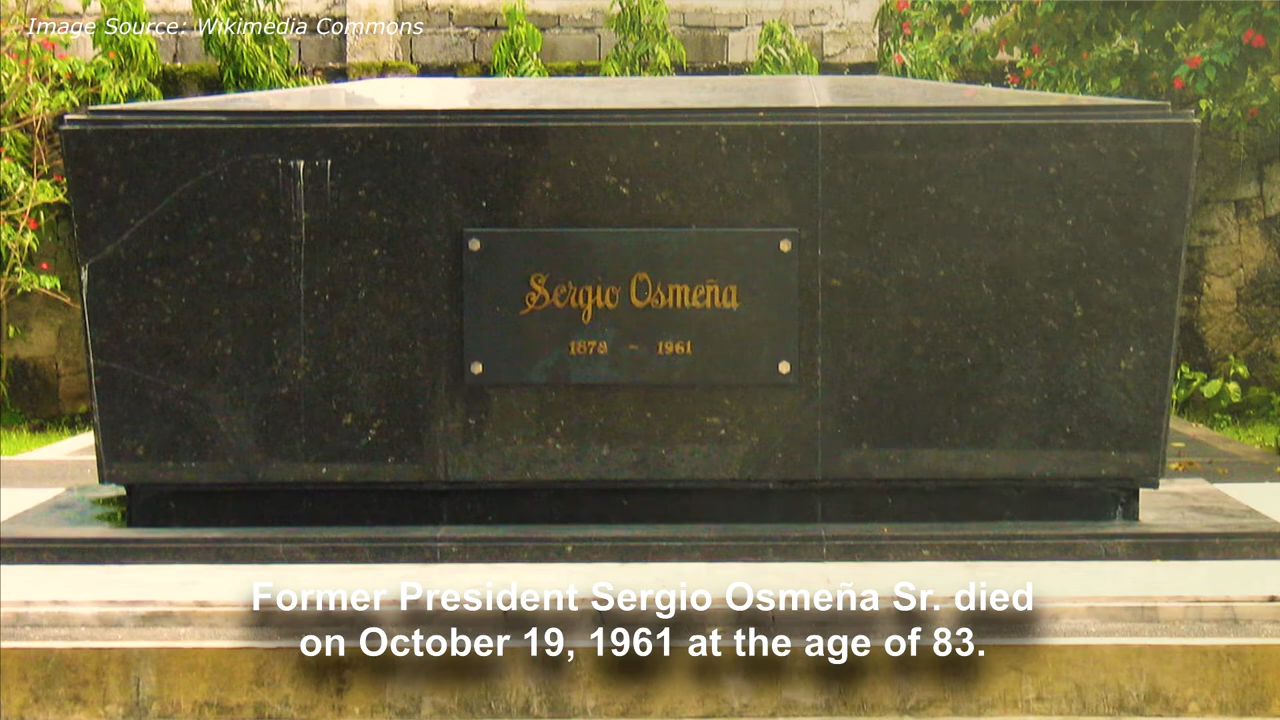 Image Source: Wikimedia Commons
Sergio Osmeña
1878 - 1961
Former President Sergio Osmeña Sr. died
on October 19, 1961 at the age of 83.